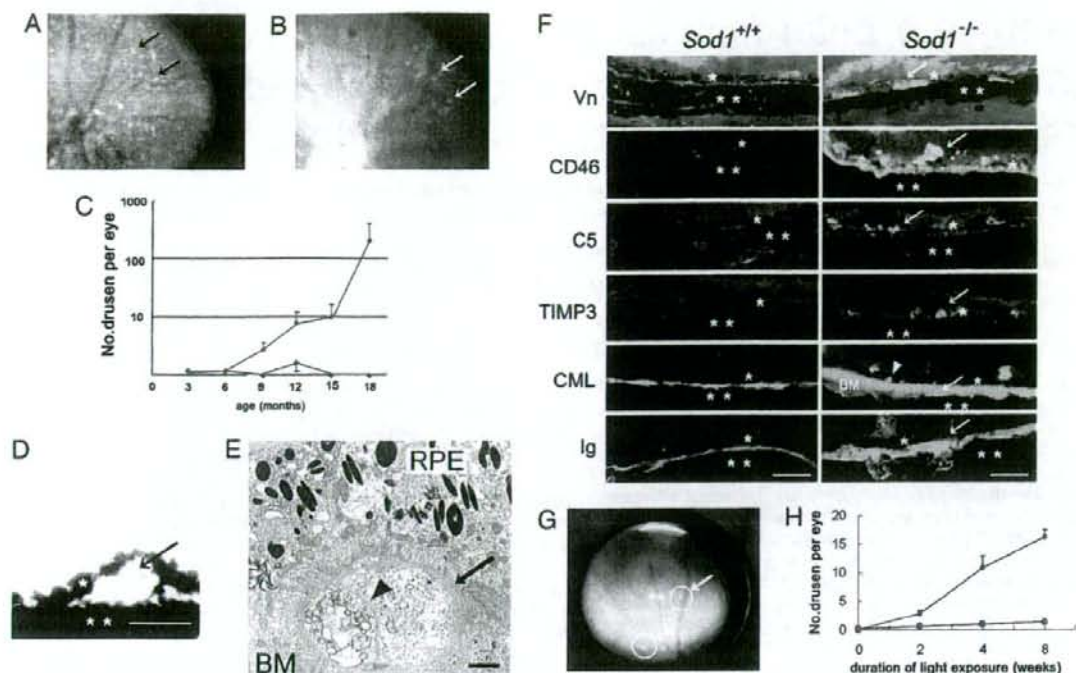 A
B
C
No.drusen per eye
1000
100
10
0
3
6
9
12
15
18
age (months)
D
* 
* *
E
RPE
BM
F
Sod1+/+
Sod1-/-
Vn
*
* *
*
* *
CD46
*
* *
*
* *
C5
*
* *
*
* *
TIMP3
*
* *
*
* *
CML
*
* *
BM
*
* *
Ig
*
* *
*
* *
G
H
No.drusen per eye
20
15
10
5
0
0
2
4
8
duration of light exposure (weeks)